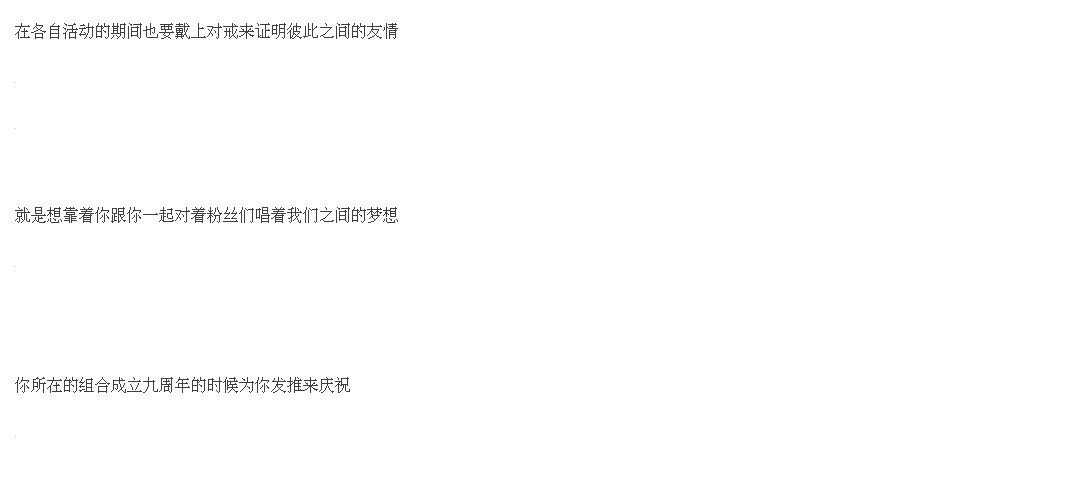 在各自活动的期间也要戴上对戒来证明彼此之间的友情
就是想靠着你跟你一起对着粉丝们唱着我们之间的梦想
你所在的组合成立九周年的时候为你发推来庆祝